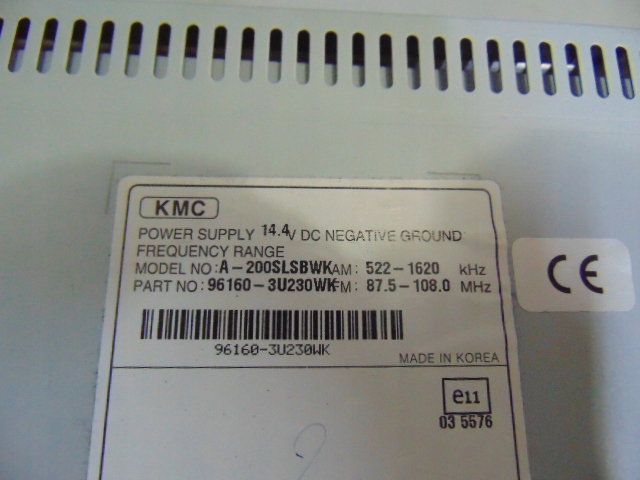 KMC
POWER SUPPLY 14.4V DC NEGATIVE GROUND
FREQUENCY RANGE
MODEL NO: A-200SLSBWK AM: 522-1620 kHz
PART NO: 96160-3U230WK FM: 87.5-108.0 MHz
CE
96160-3U230WK
MADE IN KOREA
e11
03 5576